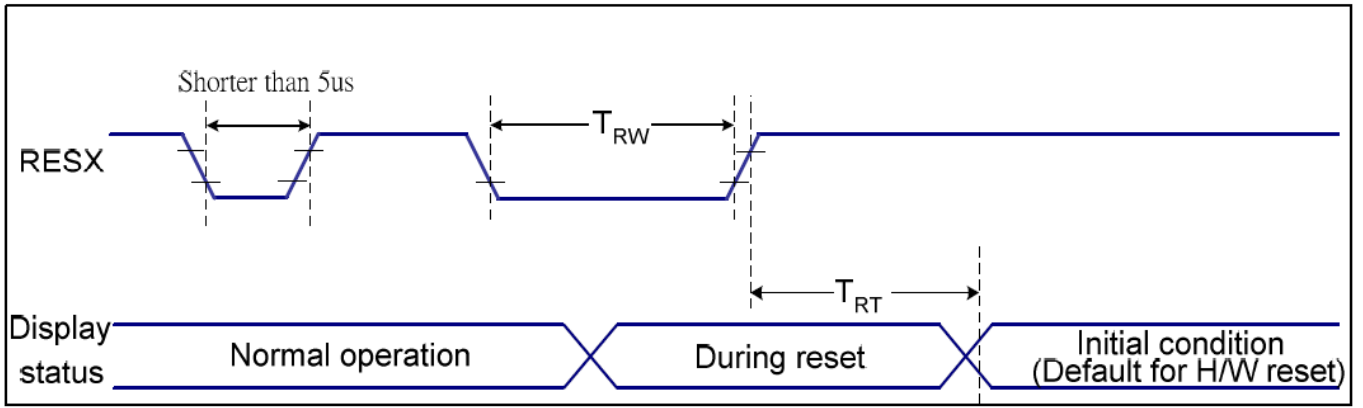 Shorter than 5us
RESX
TRW
TRT
Display
status
Normal operation
During reset
Initial condition
(Default for H/W reset)